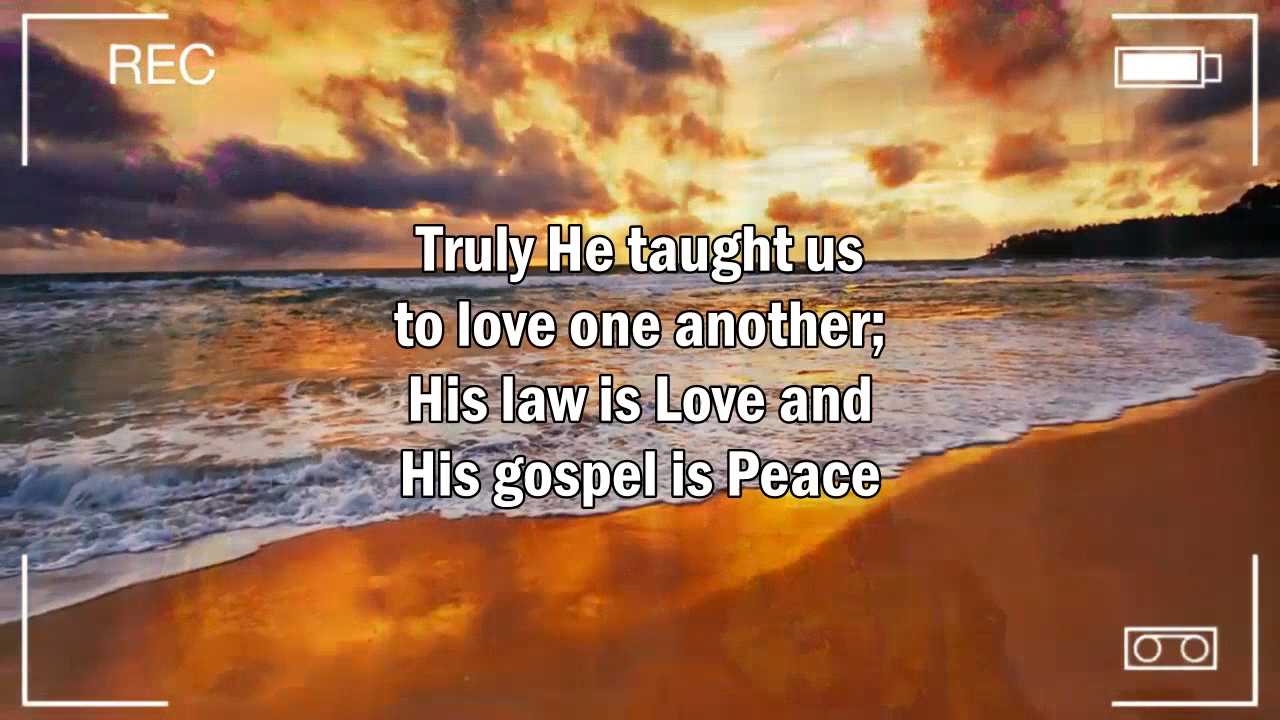 REC
Truly He taught us
to love one another;
His law is Love and
His gospel is Peace